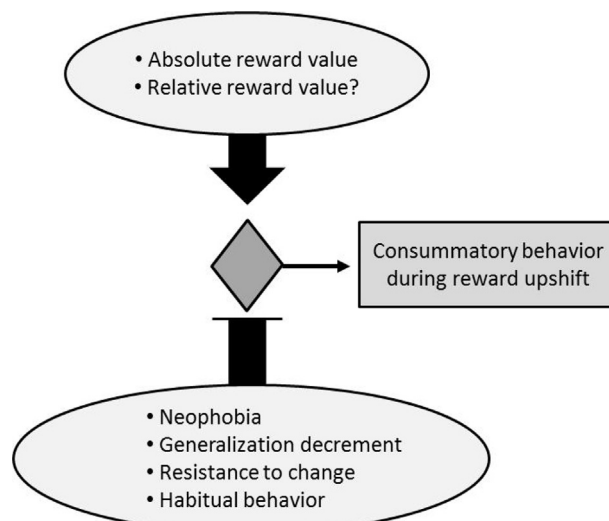 • Absolute reward value
• Relative reward value?
Consummatory behavior
during reward upshift
• Neophobia
• Generalization decrement
• Resistance to change
• Habitual behavior